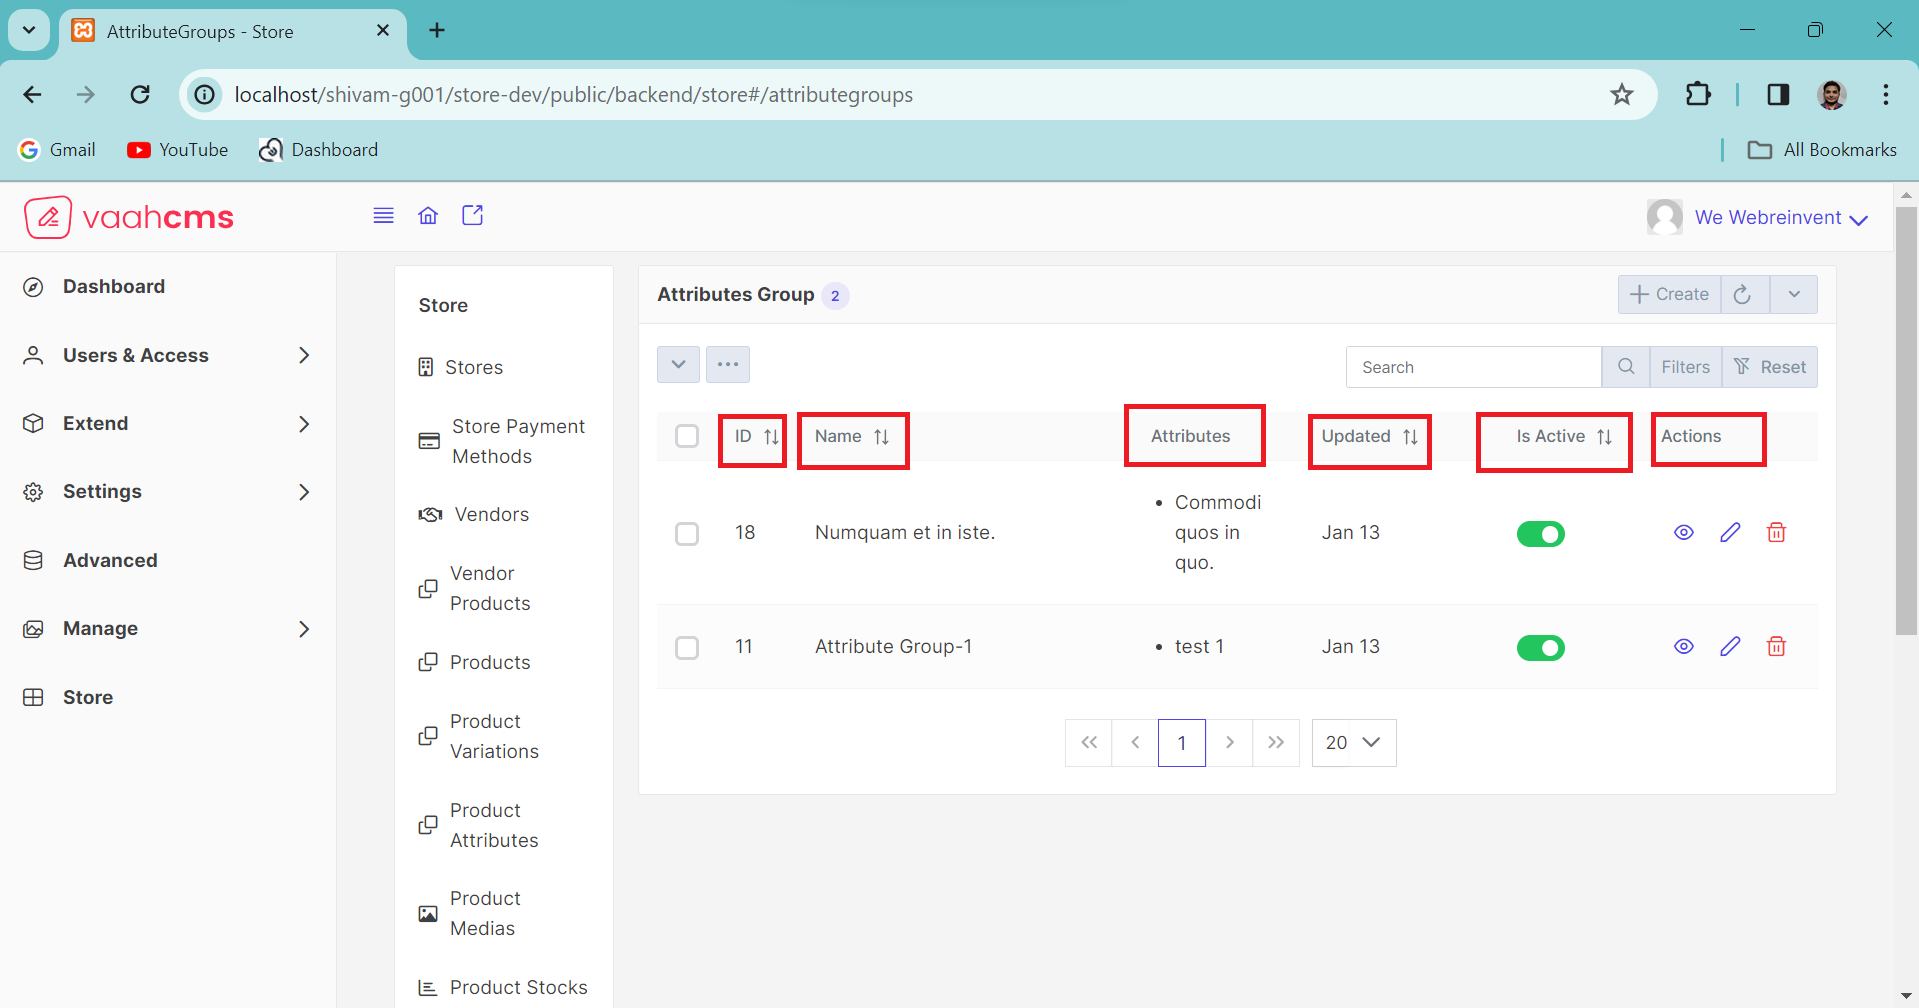 AttributeGroups - Store
localhost/shivam-g001/store-dev/public/backend/store#/attributegroups
Gmail
YouTube
Dashboard
All Bookmarks
vaahcms
We Webreinvent
Dashboard
Users & Access
Extend
Settings
Advanced
Manage
Store
Store
Stores
Store Payment
Methods
Vendors
Vendor
Products
Products
Product
Variations
Product
Attributes
Product
Medias
Product Stocks
Attributes Group 2
Create
Search
Filters
Reset
ID Name Attributes Updated Is Active Actions
18 Numquam et in iste. • Commodi Jan 13
quos in
quo.
11 Attribute Group-1 • test 1 Jan 13
1
20